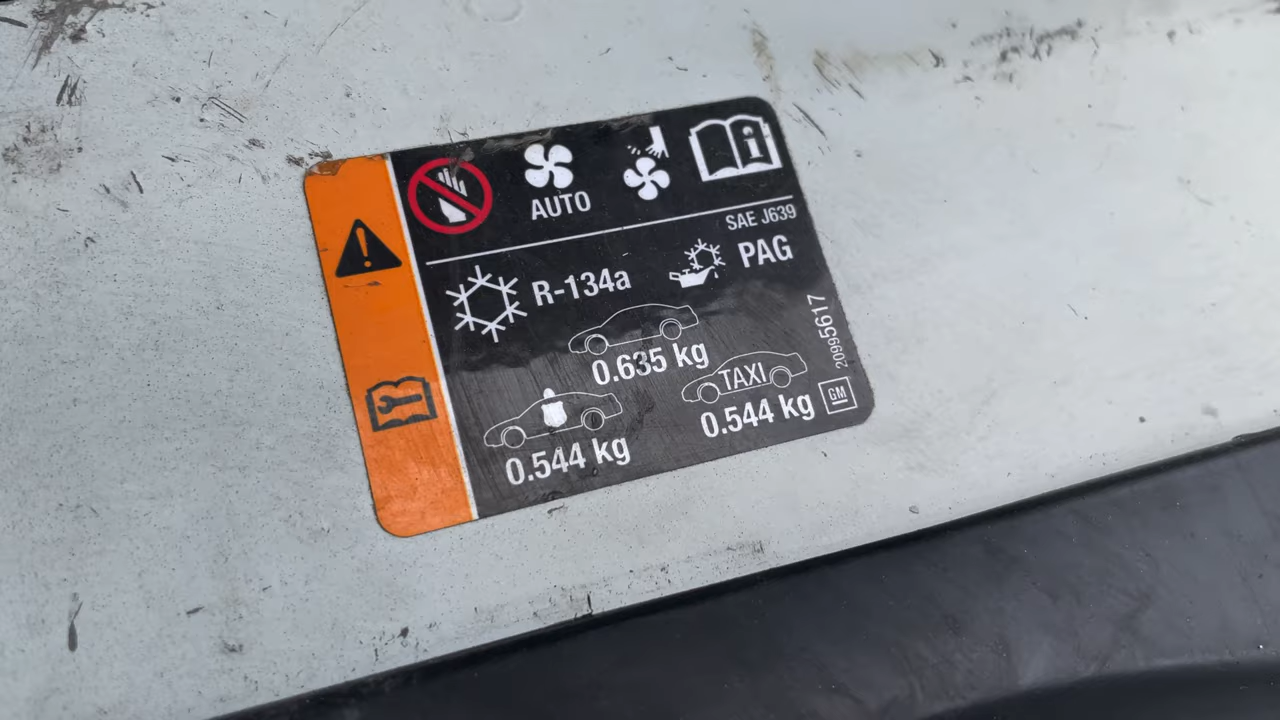 AUTO
SAE J639
R-134a
PAG
0.635 kg
TAXI
0.544 kg
0.544 kg
20995617
GM